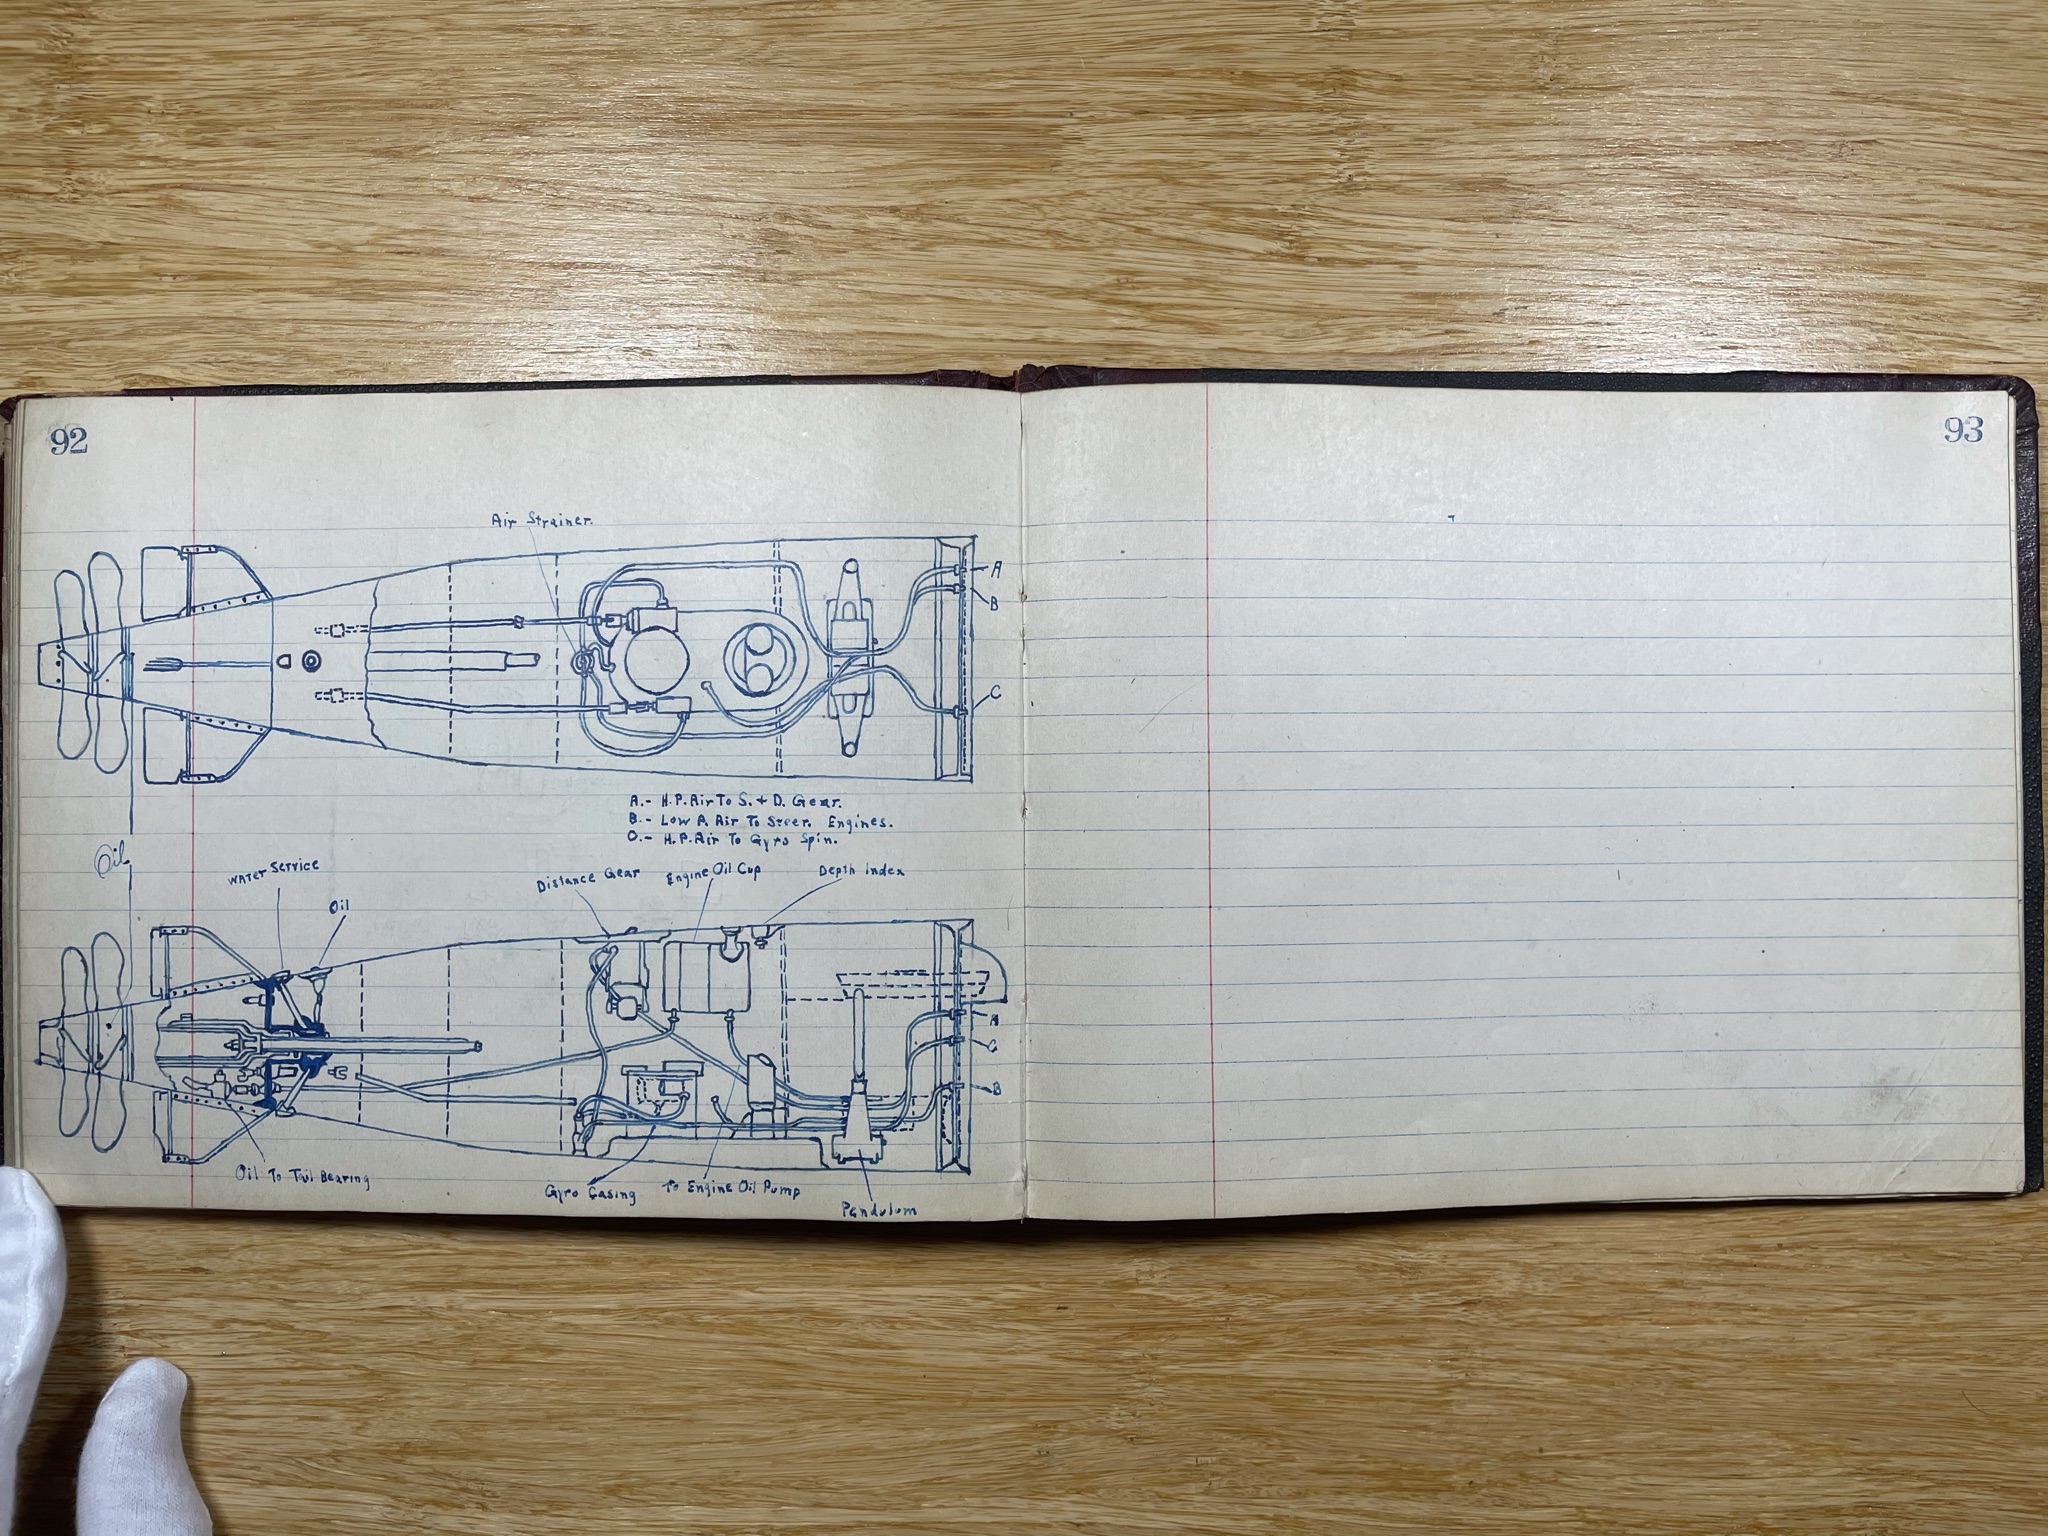 92
93
Air Strainer.
A
B
C
A.- H.P. Air To S. + D. Gear.
B.- Low P. Air To Steer. Engines.
C.- H.P. Air To Gyro Spin.
Oil
Water Service
Oil
Distance Gear
Engine Oil Cup
Depth Index
A
C
B
Oil To Tail Bearing
Gyro Casing
To Engine Oil Pump
Pendulum